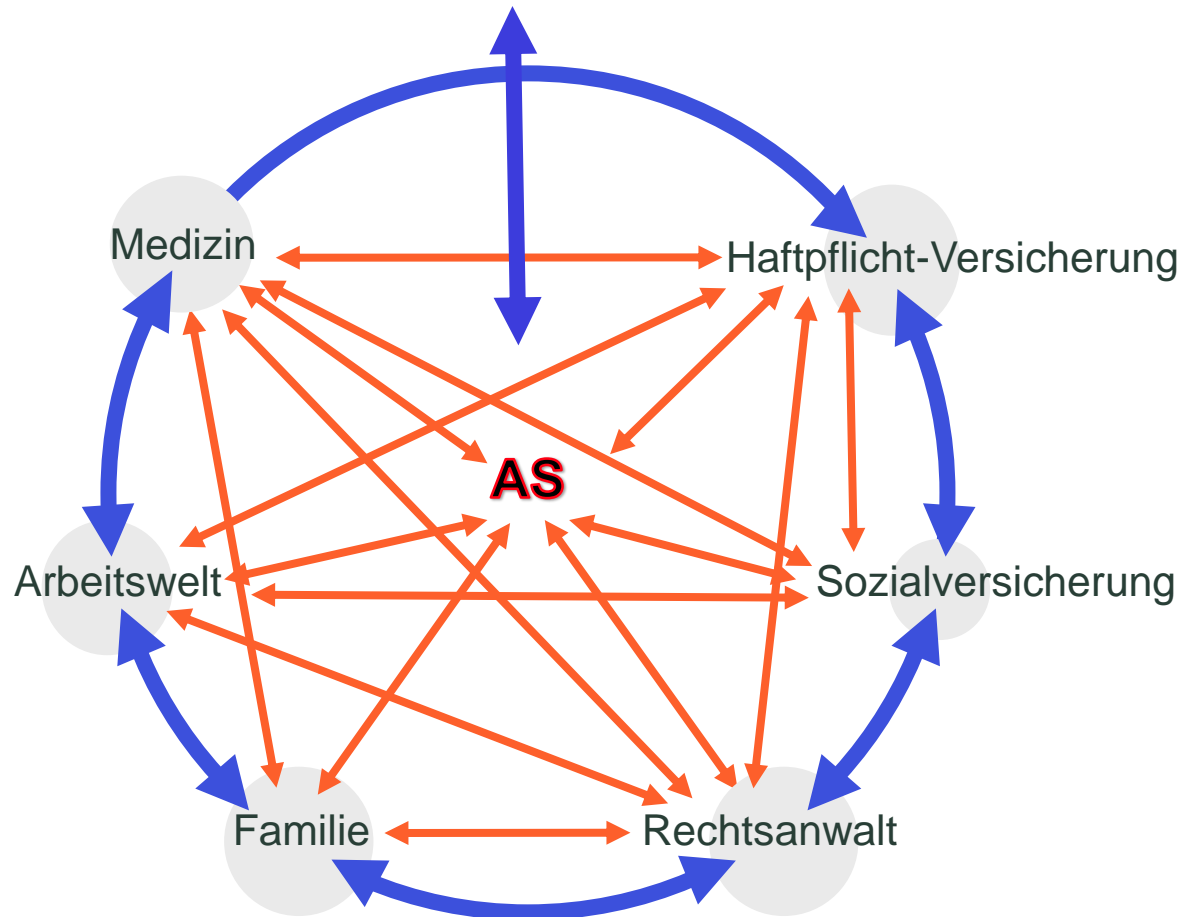 Medizin
Haftpflicht-Versicherung
AS
Arbeitswelt
Sozialversicherung
Familie
Rechtsanwalt